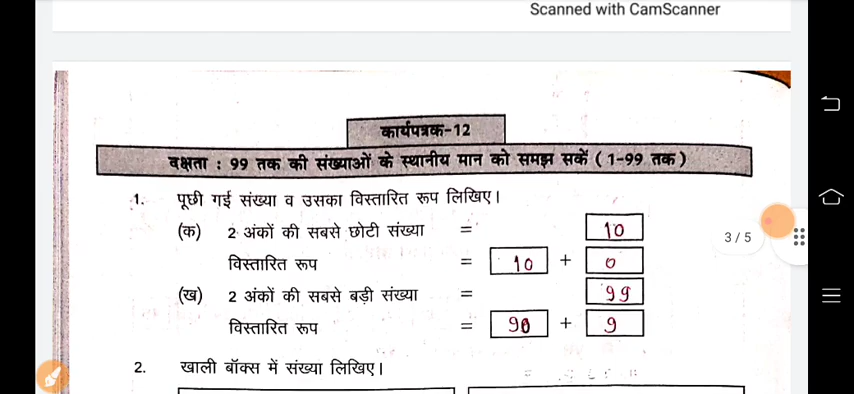 Scanned with CamScanner
कार्यपत्रक-12
दक्षता : 99 तक की संख्याओं के स्थानीय मान को समझ सकें ( 1-99 तक )
1. पूछी गई संख्या व उसका विस्तारित रूप लिखिए।
(क) 2 अंकों की सबसे छोटी संख्या = 10
विस्तारित रूप = 10 + 0
(ख) 2 अंकों की सबसे बड़ी संख्या = 99
विस्तारित रूप = 90 + 9
2. खाली बॉक्स में संख्या लिखिए।
3 / 5